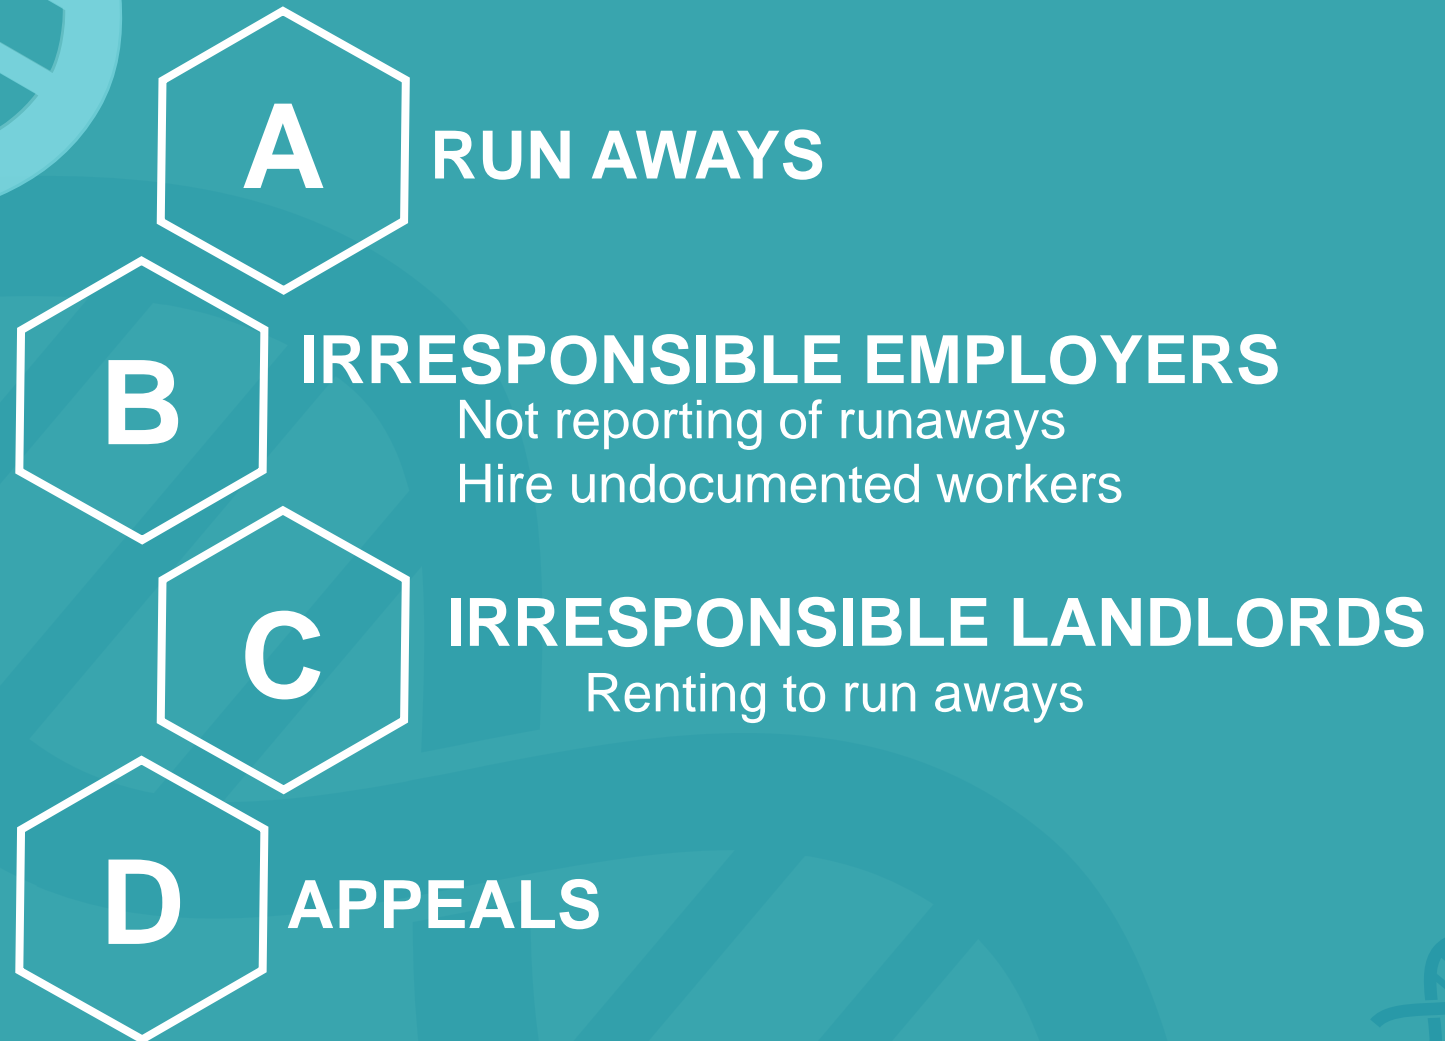 A
RUN AWAYS
B
IRRESPONSIBLE EMPLOYERS
Not reporting of runaways
Hire undocumented workers
C
IRRESPONSIBLE LANDLORDS
Renting to run aways
D
APPEALS